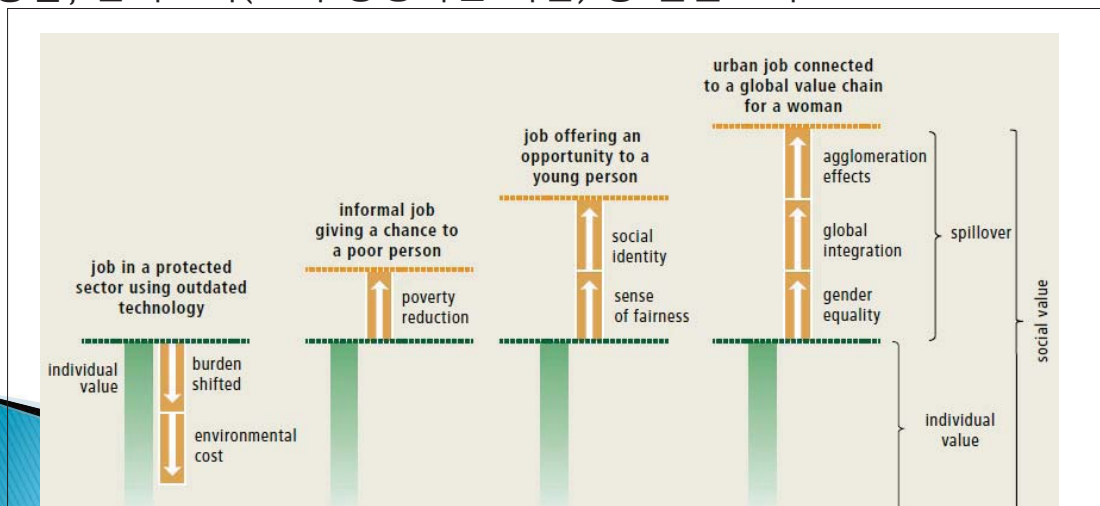 urban job connected
to a global value chain
for a woman
job offering an
opportunity to a
young person
informal job
giving a chance to
a poor person
job in a protected
sector using outdated
technology
agglomeration
effects
global
integration
gender
equality
spillover
social value
social
identity
sense
of fairness
poverty
reduction
individual
value
burden
shifted
environmental
cost
individual
value